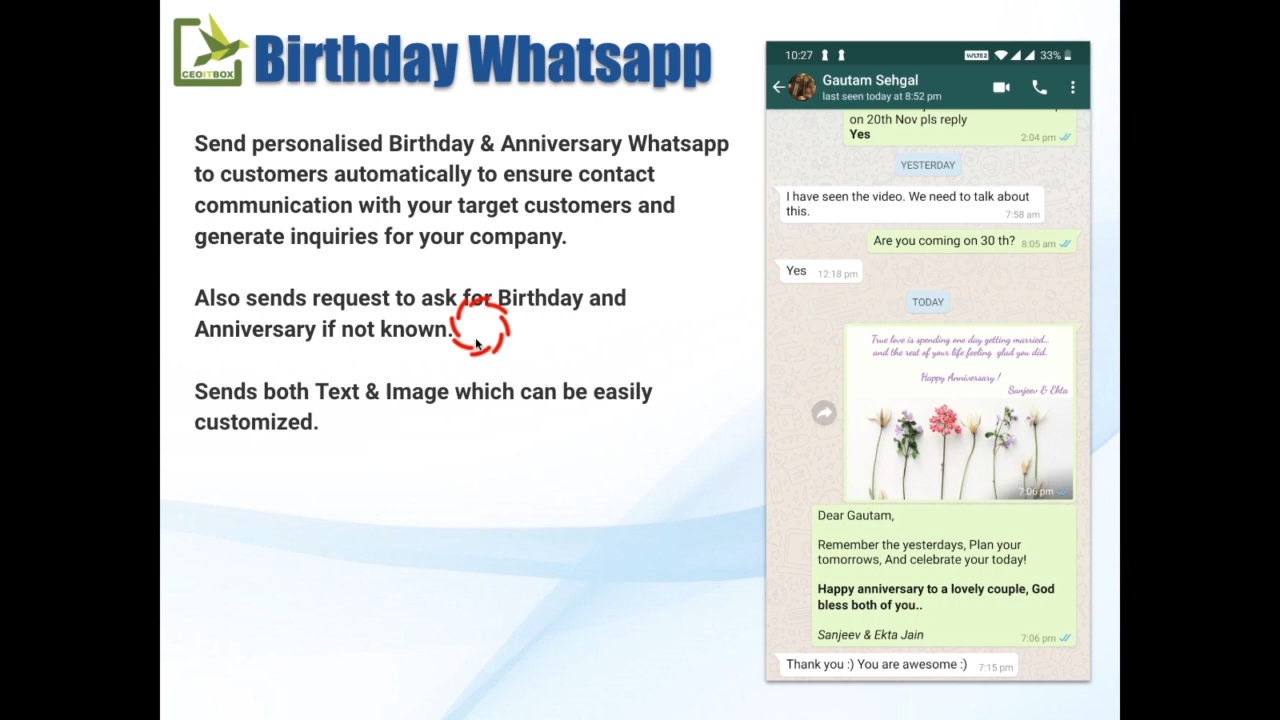 CEOITBOX
Birthday Whatsapp
Send personalised Birthday & Anniversary Whatsapp
to customers automatically to ensure contact
communication with your target customers and
generate inquiries for your company.
Also sends request to ask for Birthday and
Anniversary if not known.
Sends both Text & Image which can be easily
customized.
10:27 VoLTE2 33%
Gautam Sehgal
last seen today at 8:52 pm
on 20th Nov pls reply
Yes 2:04 pm
YESTERDAY
I have seen the video. We need to talk about
this. 7:58 am
Are you coming on 30 th? 8:05 am
Yes 12:18 pm
TODAY
True love is spending one day getting married...
and the rest of your life feeling glad you did.
Happy Anniversary !
Sanjeev & Ekta
7:06 pm
Dear Gautam,
Remember the yesterdays, Plan your
tomorrows, And celebrate your today!
Happy anniversary to a lovely couple, God
bless both of you..
Sanjeev & Ekta Jain 7:06 pm
Thank you :) You are awesome :) 7:15 pm